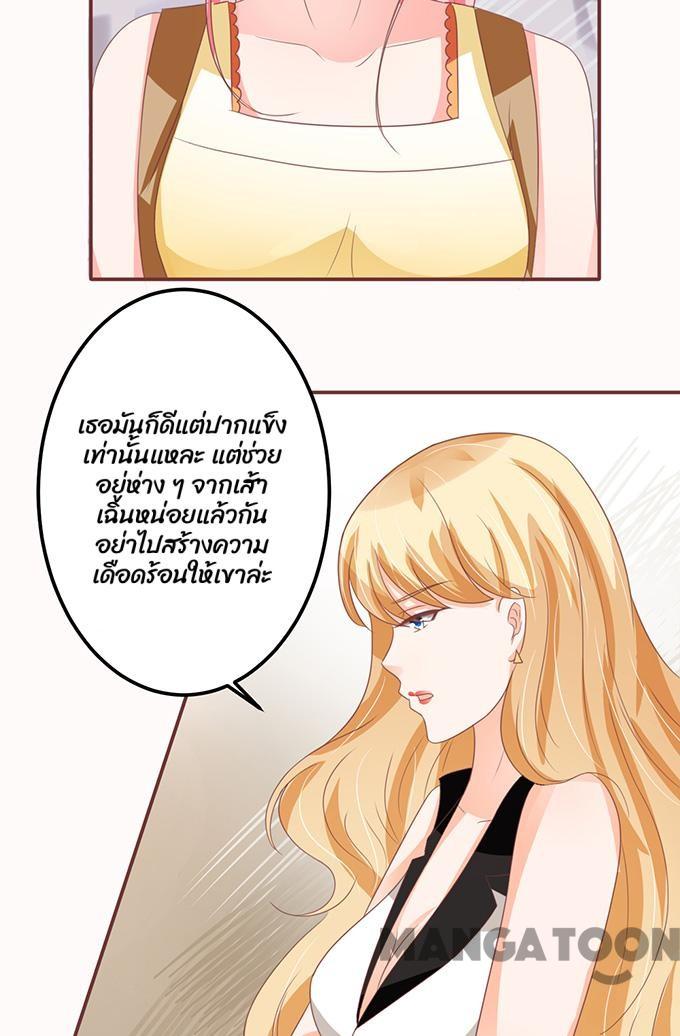 เธอมันก็ดีแต่ปากแข็ง
เท่านั้นแหละ แต่ช่วย
อยู่ห่าง ๆ จากเส้า
เฉินหน่อยแล้วกัน
อย่าไปสร้างความ
เดือดร้อนให้เขาล่ะ
MANGATOON